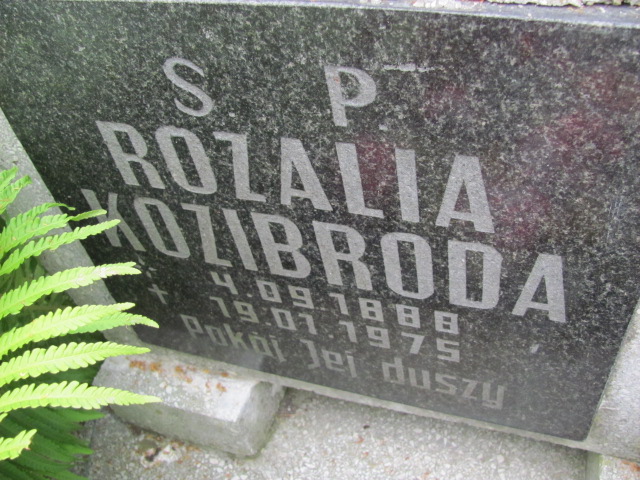 S P
ROZALIA
KOZIBRODA
* 4.09.1888
+ 19.01.1975
pokój jej duszy